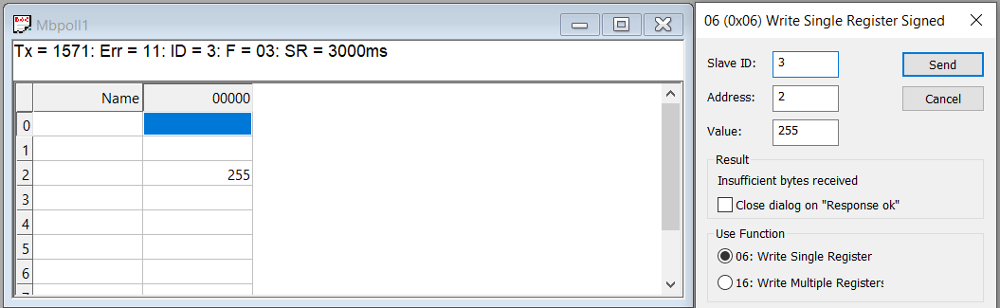 Mbpoll1
Tx = 1571: Err = 11: ID = 3: F = 03: SR = 3000ms
Name 00000
0
1
2 255
3
4
5
6
06 (0x06) Write Single Register Signed
Slave ID: 3 Send
Address: 2 Cancel
Value: 255
Result
Insufficient bytes received
Close dialog on "Response ok"
Use Function
06: Write Single Register
16: Write Multiple Registers